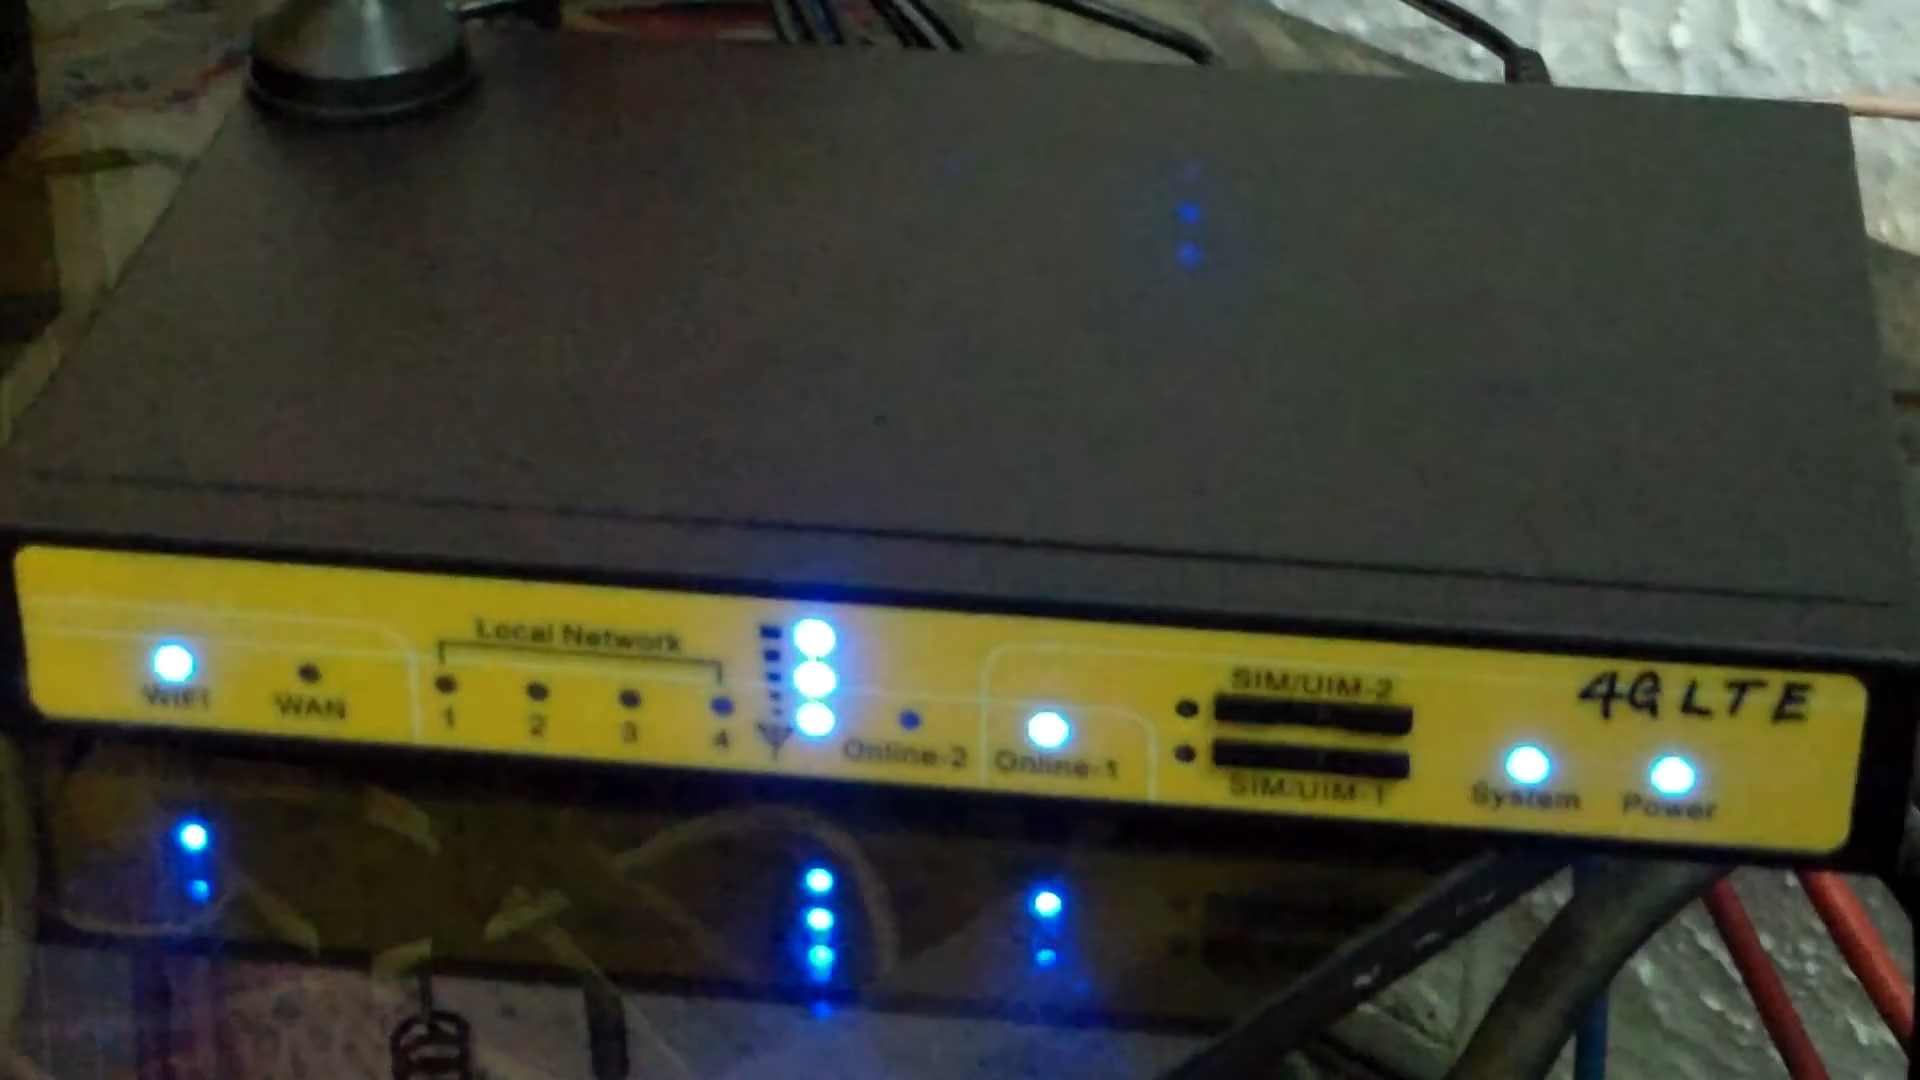 Local Network
WIFI
WAN
1
2
3
4
Online-2
Online-1
SIM/UIM-2
SIM/UIM-1
4G LTE
System
Power